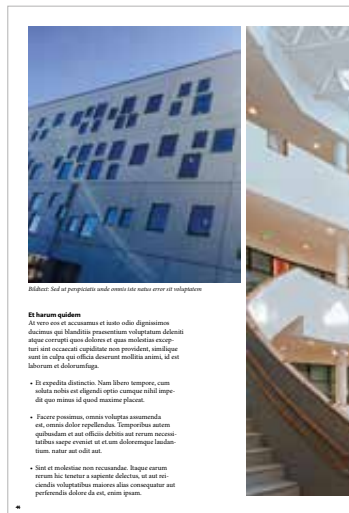 Bildtext: Sed ut perspiciatis unde omnis iste natus error sit voluptatem
Et harum quidem
At vero eos et accusamus et iusto odio dignissimos
ducimus qui blanditiis praesentium voluptatum deleniti
atque corrupti quos dolores et quas molestias excep-
turi sint occaecati cupiditate non provident, similique
sunt in culpa qui officia deserunt mollitia animi, id est
laborum et dolorumfuga.
• Et expedita distinctio. Nam libero tempore, cum
soluta nobis est eligendi optio cumque nihil impe-
dit quo minus id quod maxime placeat.
• Facere possimus, omnis voluptas assumenda
est, omnis dolor repellendus. Temporibus autem
quibusdam et aut officiis debitis aut rerum necessi-
tatibus saepe eveniet ut et.um doloremque laudan-
tium. natur aut odit aut.
• Sint et molestiae non recusandae. Itaque earum
rerum hic tenetur a sapiente delectus, ut aut rei-
ciendis voluptatibus maiores alias consequatur aut
perferendis dolore da est, enim ipsam.